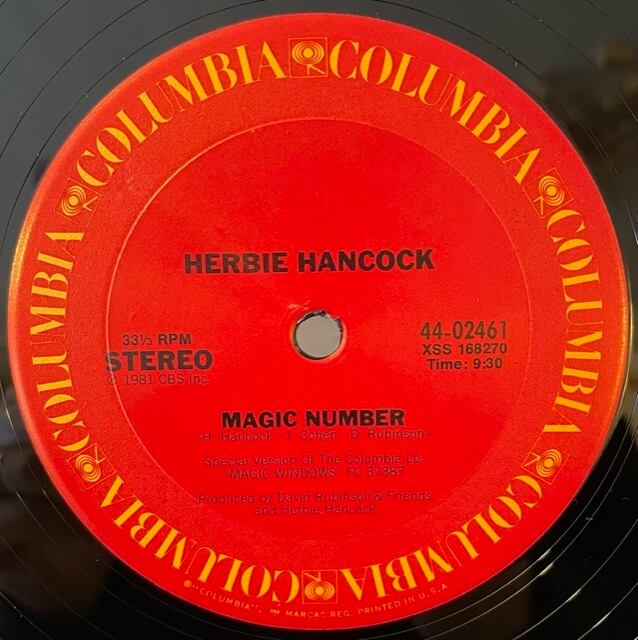 COLUMBIA COLUMBIA COLUMBIA COLUMBIA COLUMBIA COLUMBIA COLUMBIA
HERBIE HANCOCK
33⅓ RPM
STEREO
℗ 1981 CBS Inc.
44-02461
XSS 168270
Time: 9:30
MAGIC NUMBER
-H. Hancock- J. Cohen- D. Rubinson-
Special Version of The Columbia Lp:
"MAGIC WINDOWS" FC 37387
Produced by David Rubinson & Friends
and Herbie Hancock
®"COLUMBIA", MARCAS REG. PRINTED IN U.S.A.